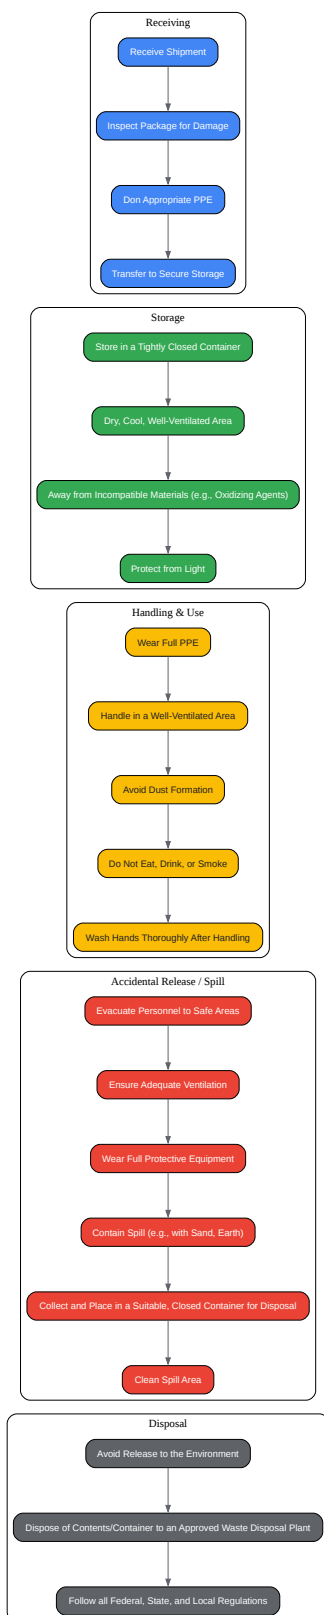 Receiving
Receive Shipment
Inspect Package for Damage
Don Appropriate PPE
Transfer to Secure Storage
Storage
Store in a Tightly Closed Container
Dry, Cool, Well-Ventilated Area
Away from Incompatible Materials (e.g., Oxidizing Agents)
Protect from Light
Handling & Use
Wear Full PPE
Handle in a Well-Ventilated Area
Avoid Dust Formation
Do Not Eat, Drink, or Smoke
Wash Hands Thoroughly After Handling
Accidental Release / Spill
Evacuate Personnel to Safe Areas
Ensure Adequate Ventilation
Wear Full Protective Equipment
Contain Spill (e.g., with Sand, Earth)
Collect and Place in a Suitable, Closed Container for Disposal
Clean Spill Area
Disposal
Avoid Release to the Environment
Dispose of Contents/Container to an Approved Waste Disposal Plant
Follow all Federal, State, and Local Regulations